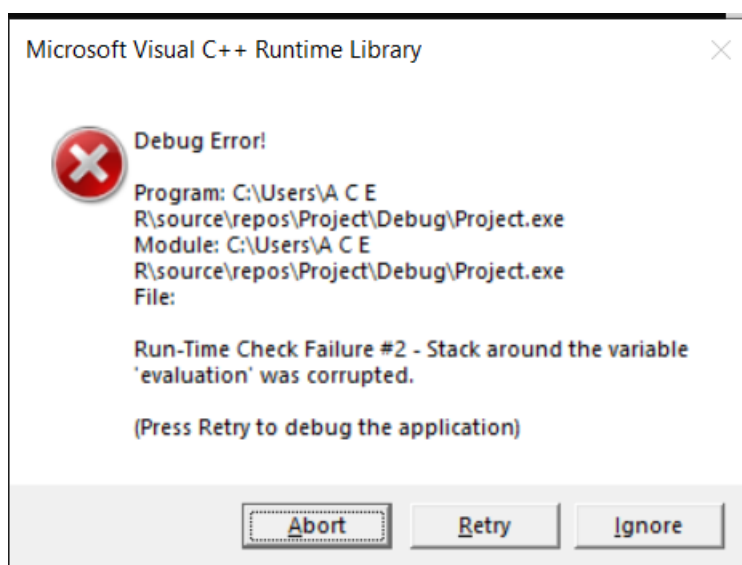 Microsoft Visual C++ Runtime Library
Debug Error!
Program: C:\Users\A C E
R\source\repos\Project\Debug\Project.exe
Module: C:\Users\A C E
R\source\repos\Project\Debug\Project.exe
File:
Run-Time Check Failure #2 - Stack around the variable
'evaluation' was corrupted.
(Press Retry to debug the application)
Abort Retry Ignore